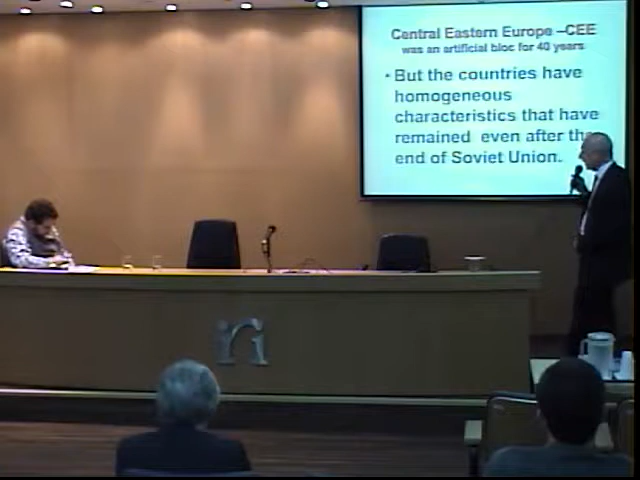 Central Eastern Europe –CEE
was an artificial bloc for 40 years
• But the countries have
homogeneous
characteristics that have
remained even after the
end of Soviet Union.
iri